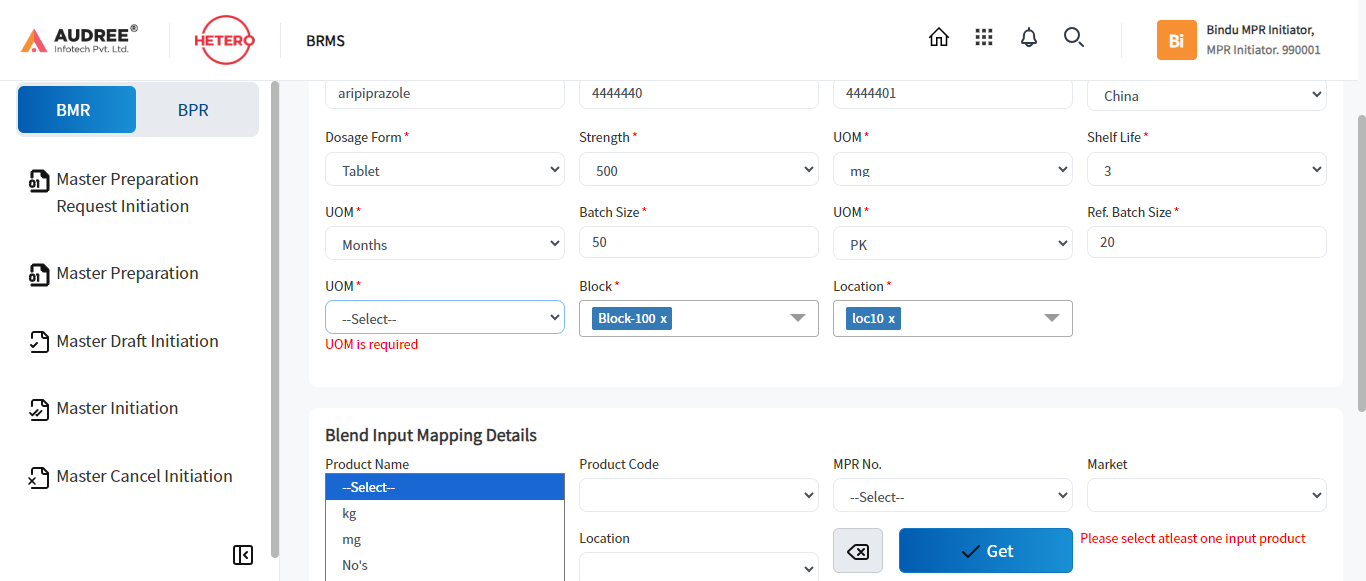 AUDREE®
Infotech Pvt. Ltd.
HETERO
BRMS
Bi
Bindu MPR Initiator,
MPR Initiator. 990001
BMR
BPR
Master Preparation
Request Initiation
Master Preparation
Master Draft Initiation
Master Initiation
Master Cancel Initiation
aripiprazole
4444440
4444401
China
Dosage Form *
Strength *
UOM *
Shelf Life *
Tablet
500
mg
3
UOM *
Batch Size *
UOM *
Ref. Batch Size *
Months
50
PK
20
UOM *
Block *
Location *
--Select--
Block-100 x
loc10 x
UOM is required
Blend Input Mapping Details
Product Name
Product Code
MPR No.
Market
--Select--
--Select--
kg
mg
No's
Location
Get
Please select atleast one input product